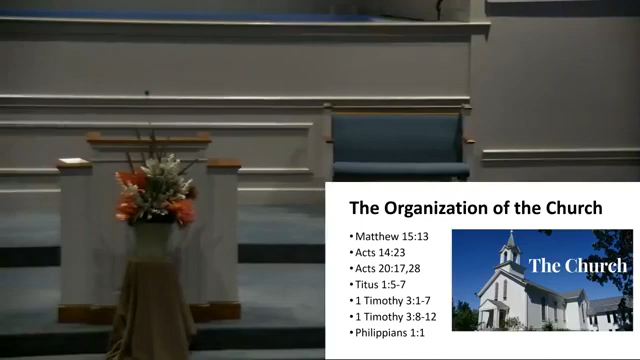 The Organization of the Church
• Matthew 15:13
• Acts 14:23
• Acts 20:17,28
• Titus 1:5-7
• 1 Timothy 3:1-7
• 1 Timothy 3:8-12
• Philippians 1:1
The Church